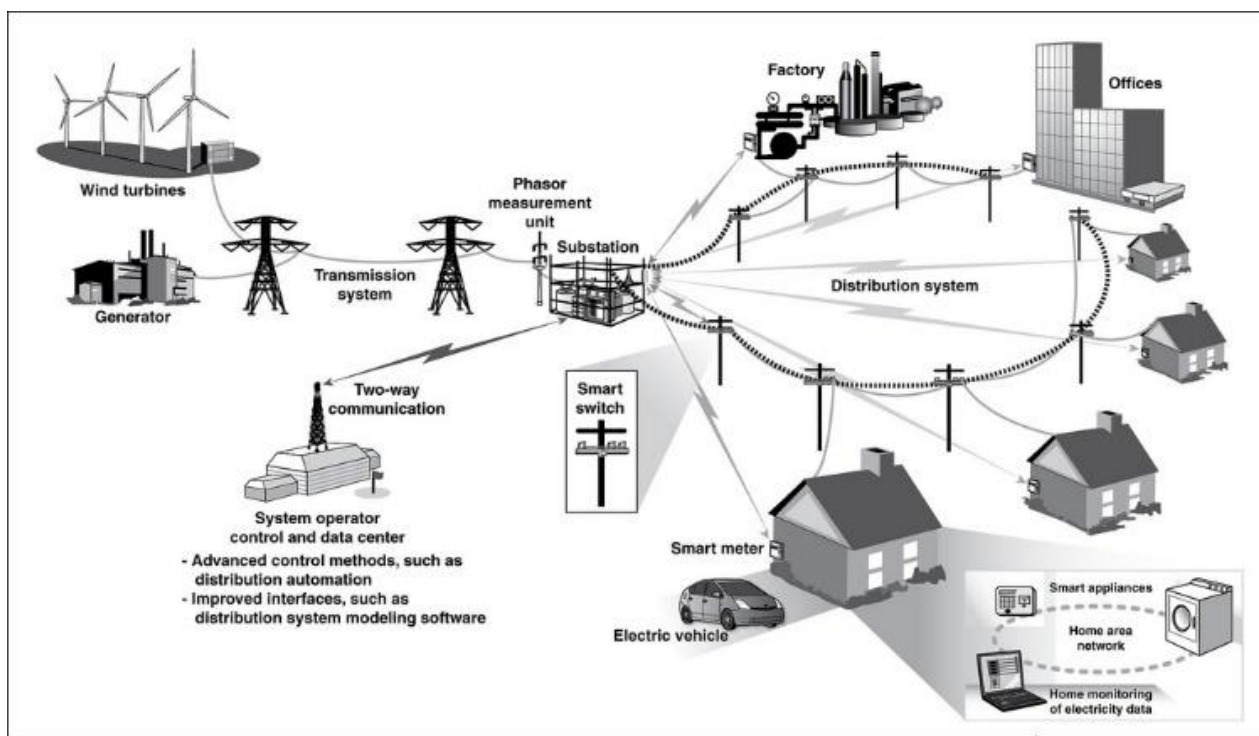 Factory
Offices
Wind turbines
Phasor
measurement
unit
Substation
Transmission
system
Generator
Distribution system
Two-way
communication
Smart
switch
System operator
control and data center
- Advanced control methods, such as
distribution automation
- Improved interfaces, such as
distribution system modeling software
Smart meter
Electric vehicle
Smart appliances
Home area
network
Home monitoring
of electricity data